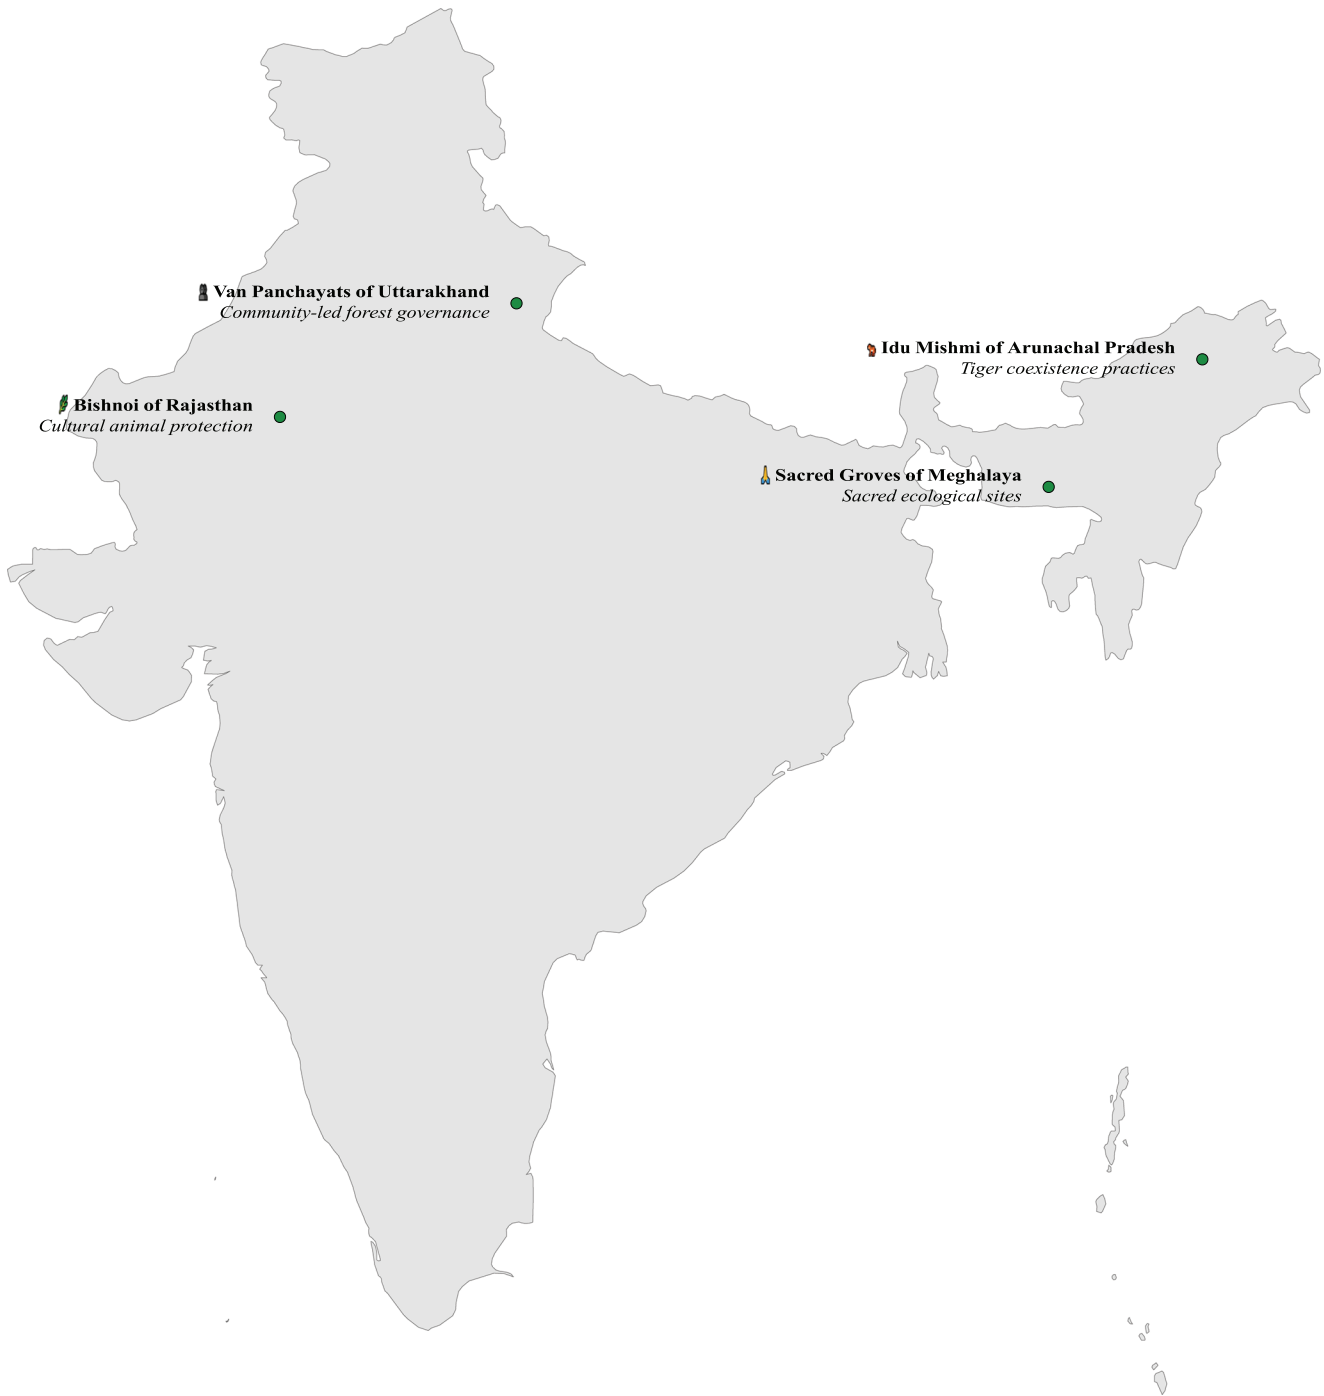 Van Panchayats of Uttarakhand
Community-led forest governance
Idu Mishmi of Arunachal Pradesh
Tiger coexistence practices
Bishnoi of Rajasthan
Cultural animal protection
Sacred Groves of Meghalaya
Sacred ecological sites